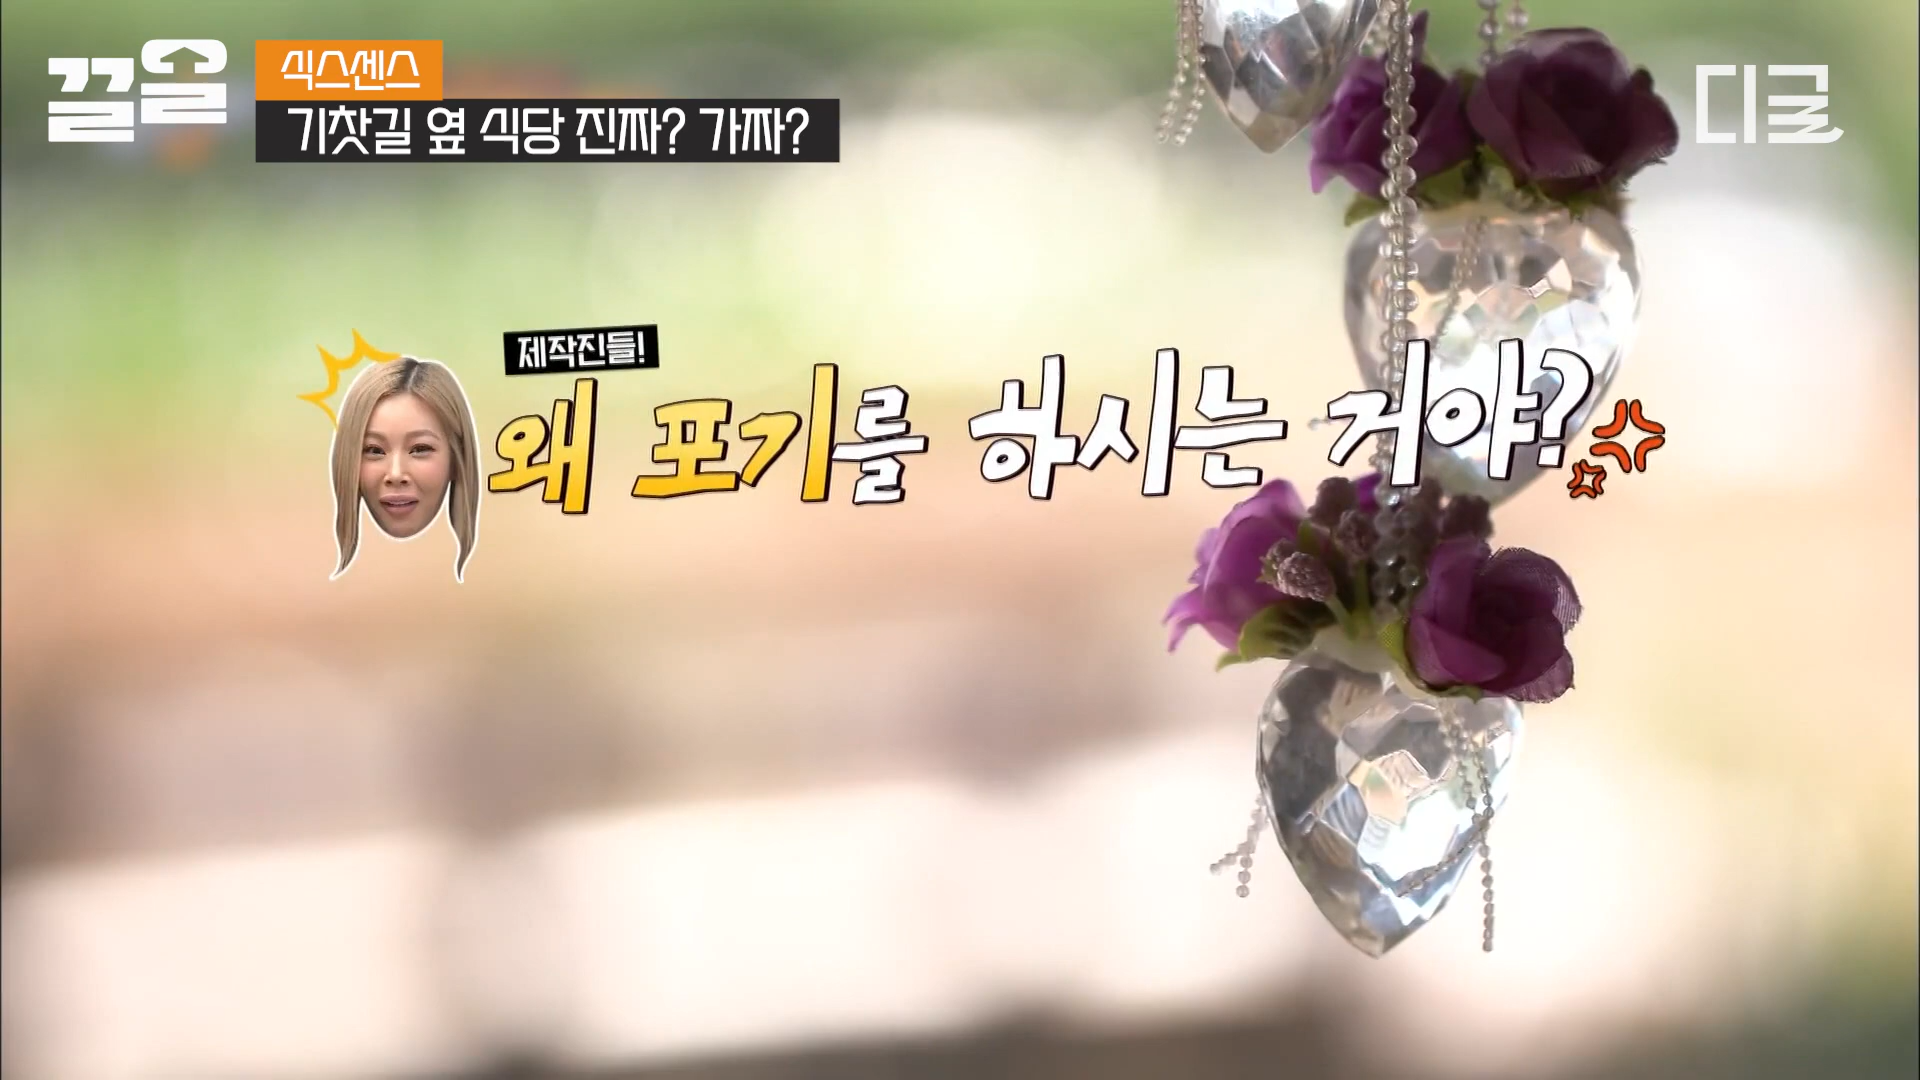 끌올
식스센스
기찻길 옆 식당 진짜? 가짜?
디글
제작진들!
왜 포기를 하시는 거야?